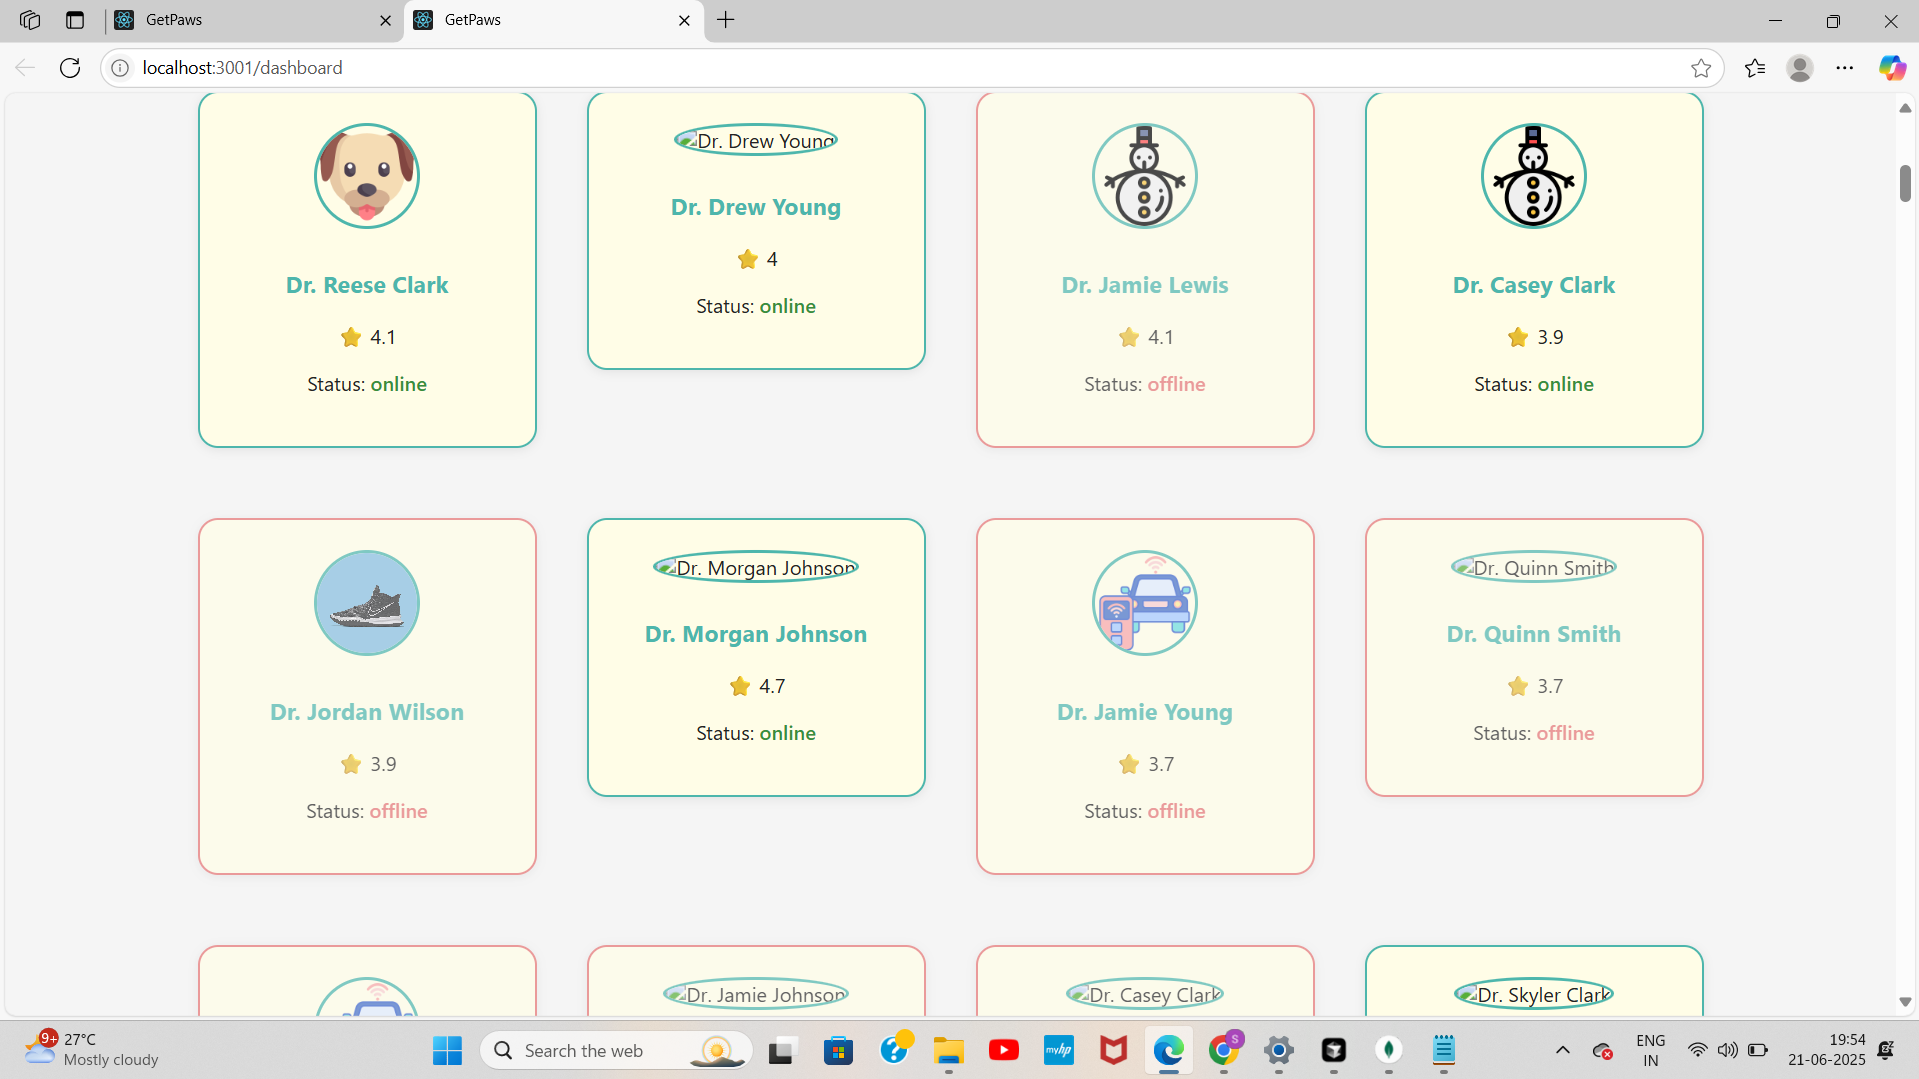 GetPaws
GetPaws
localhost:3001/dashboard
Dr. Drew Young
Dr. Reese Clark
4.1
Status: online
Dr. Drew Young
4
Status: online
Dr. Jamie Lewis
4.1
Status: offline
Dr. Casey Clark
3.9
Status: online
Dr. Jordan Wilson
3.9
Status: offline
Dr. Morgan Johnson
Dr. Morgan Johnson
4.7
Status: online
Dr. Jamie Young
3.7
Status: offline
Dr. Quinn Smith
Dr. Quinn Smith
3.7
Status: offline
Dr. Jamie Johnson
Dr. Casey Clark
Dr. Skyler Clark
9+
27°C
Mostly cloudy
Search the web
myhp
S
ENG
IN
19:54
21-06-2025